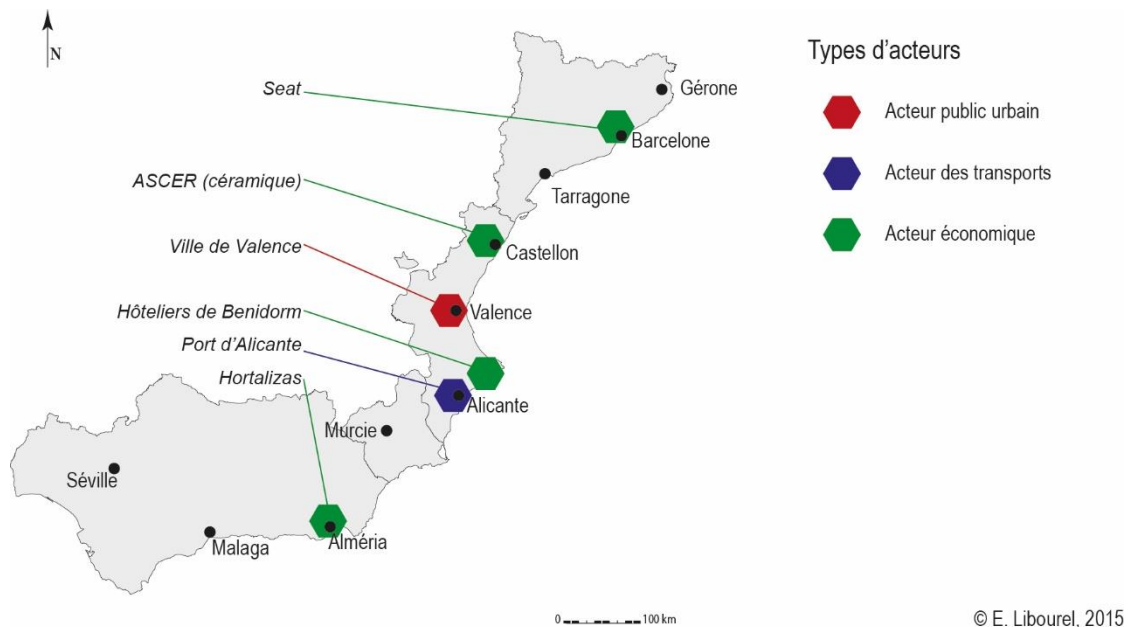 N
Types d'acteurs
Seat
Gérone
Acteur public urbain
Barcelone
ASCER (céramique)
Acteur des transports
Tarragone
Ville de Valence
Acteur économique
Castellon
Hôteliers de Benidorm
Valence
Port d'Alicante
Hortalizas
Alicante
Murcie
Séville
Malaga
Alméria
0 100 km
© E. Libourel, 2015